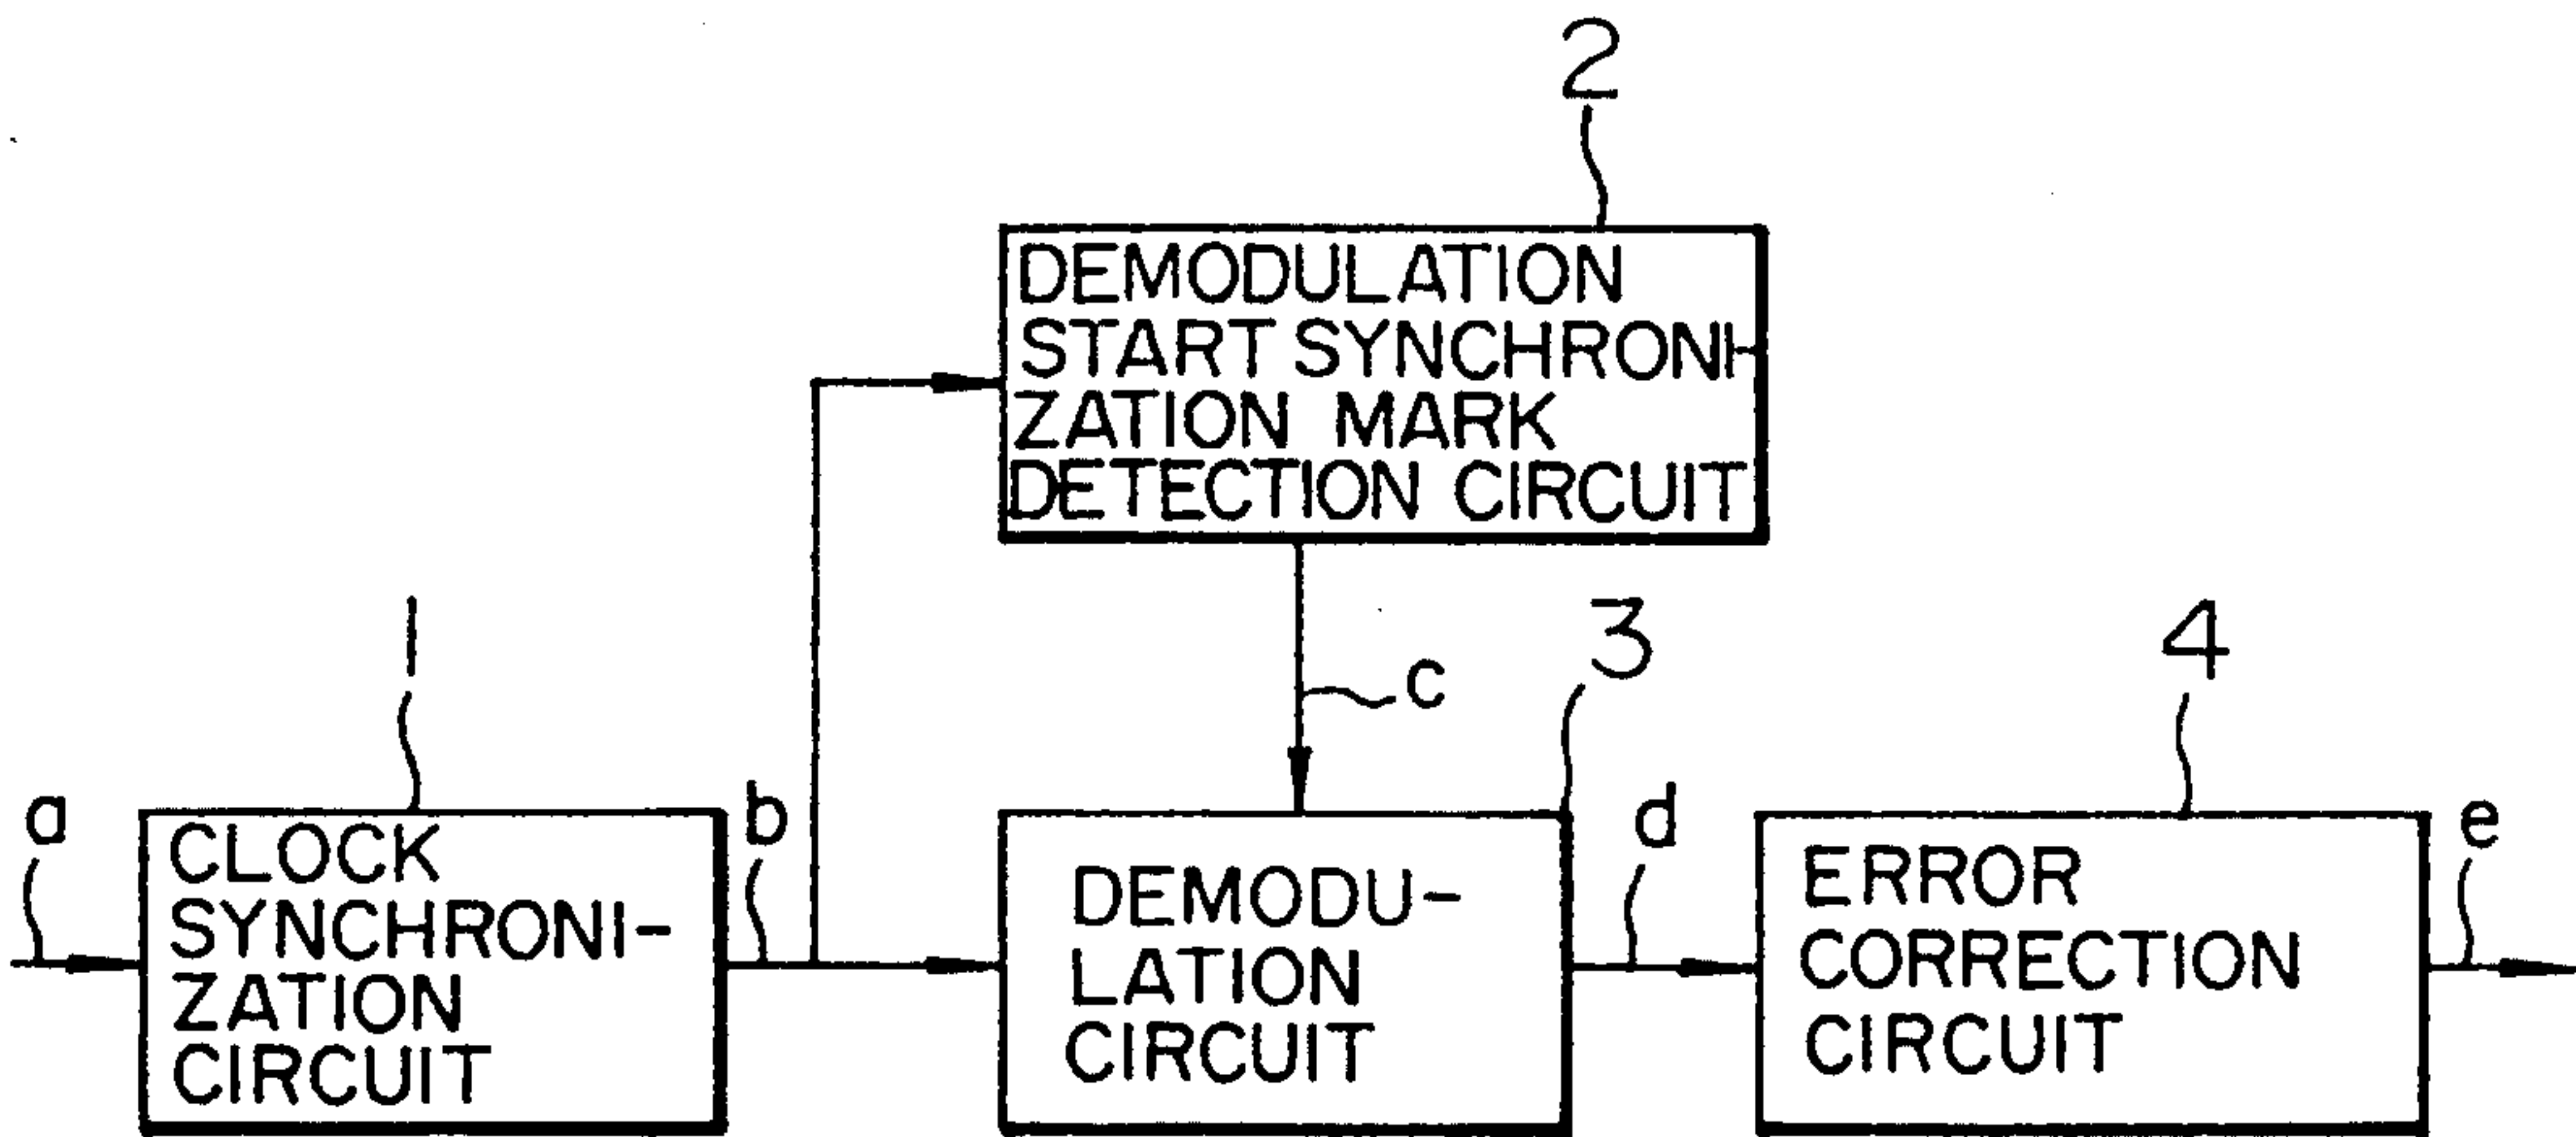 2
DEMODULATION
START SYNCHRONI-
ZATION MARK
DETECTION CIRCUIT
1
c
3
4
a
CLOCK
SYNCHRONI-
ZATION
CIRCUIT
b
DEMODU-
LATION
CIRCUIT
d
ERROR
CORRECTION
CIRCUIT
e